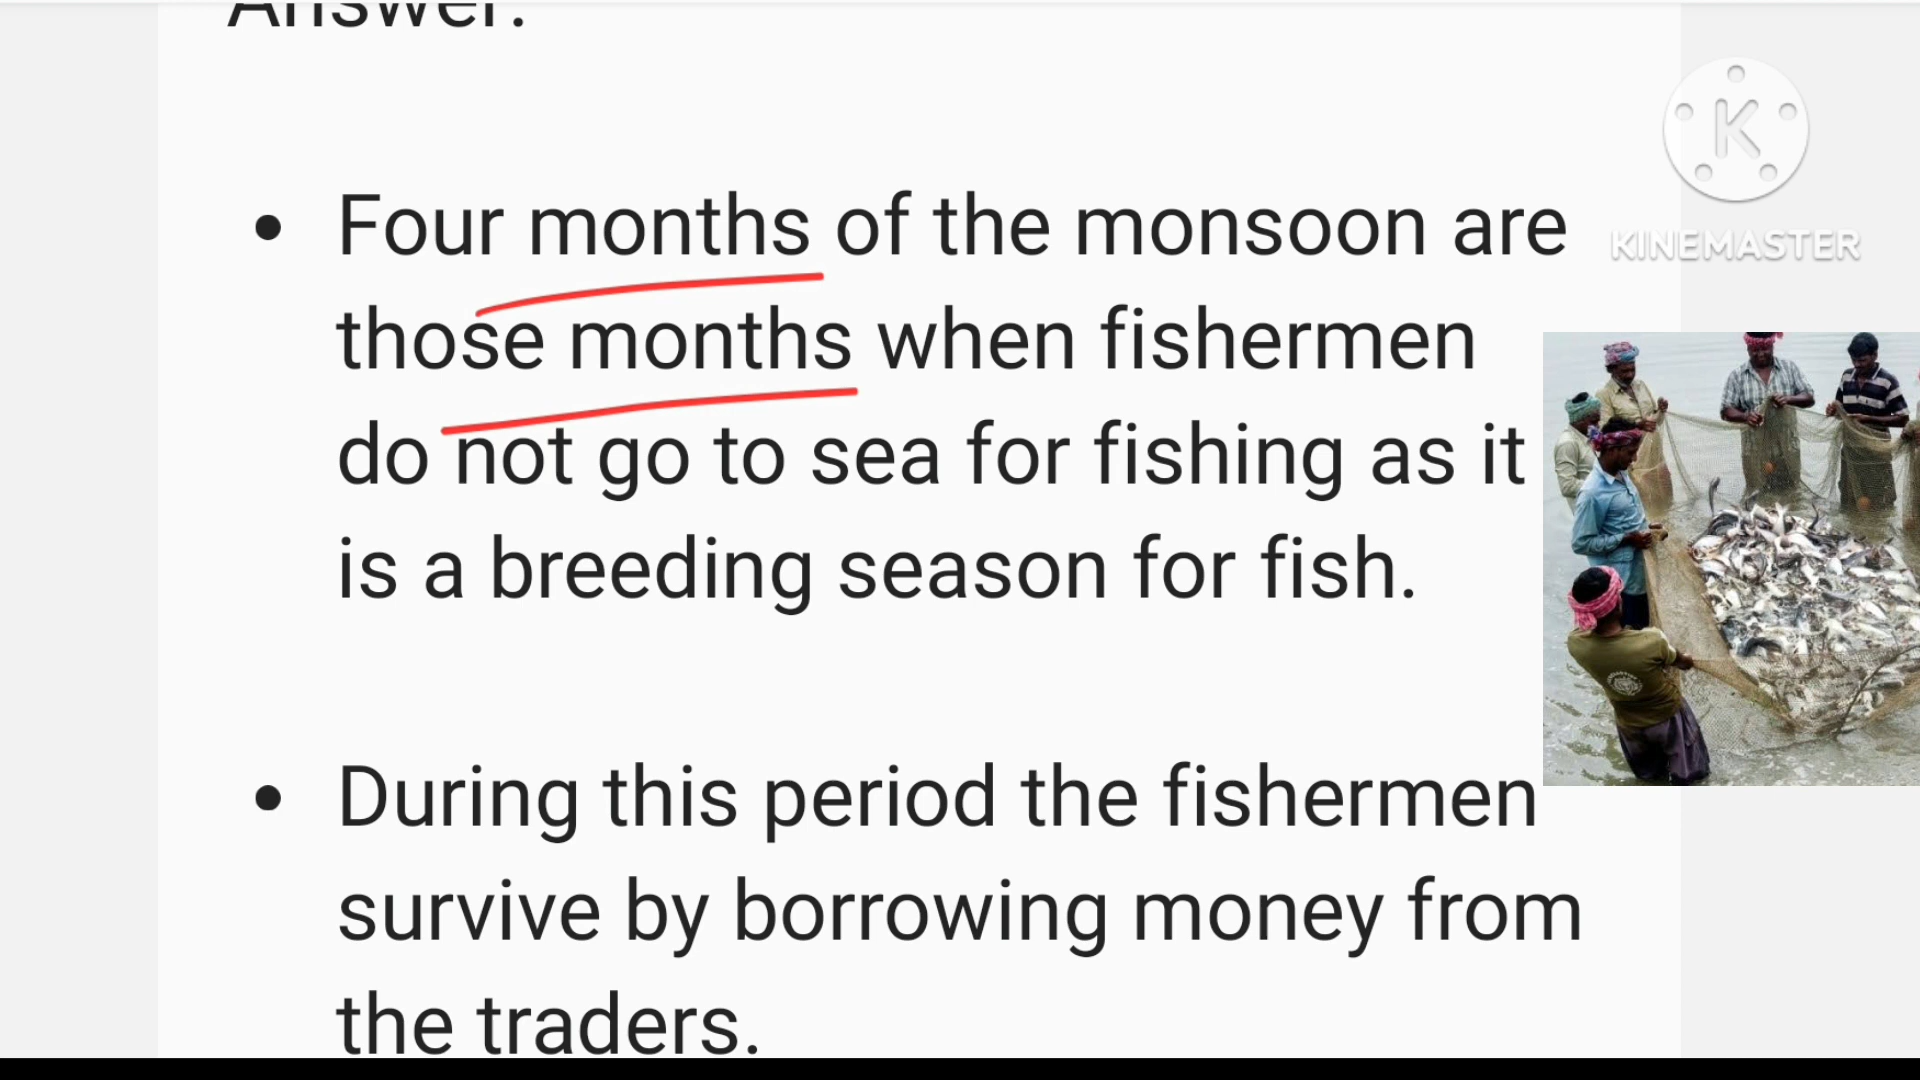 Answer:
• Four months of the monsoon are
those months when fishermen
do not go to sea for fishing as it
is a breeding season for fish.
• During this period the fishermen
survive by borrowing money from
the traders.
K
KINEMASTER